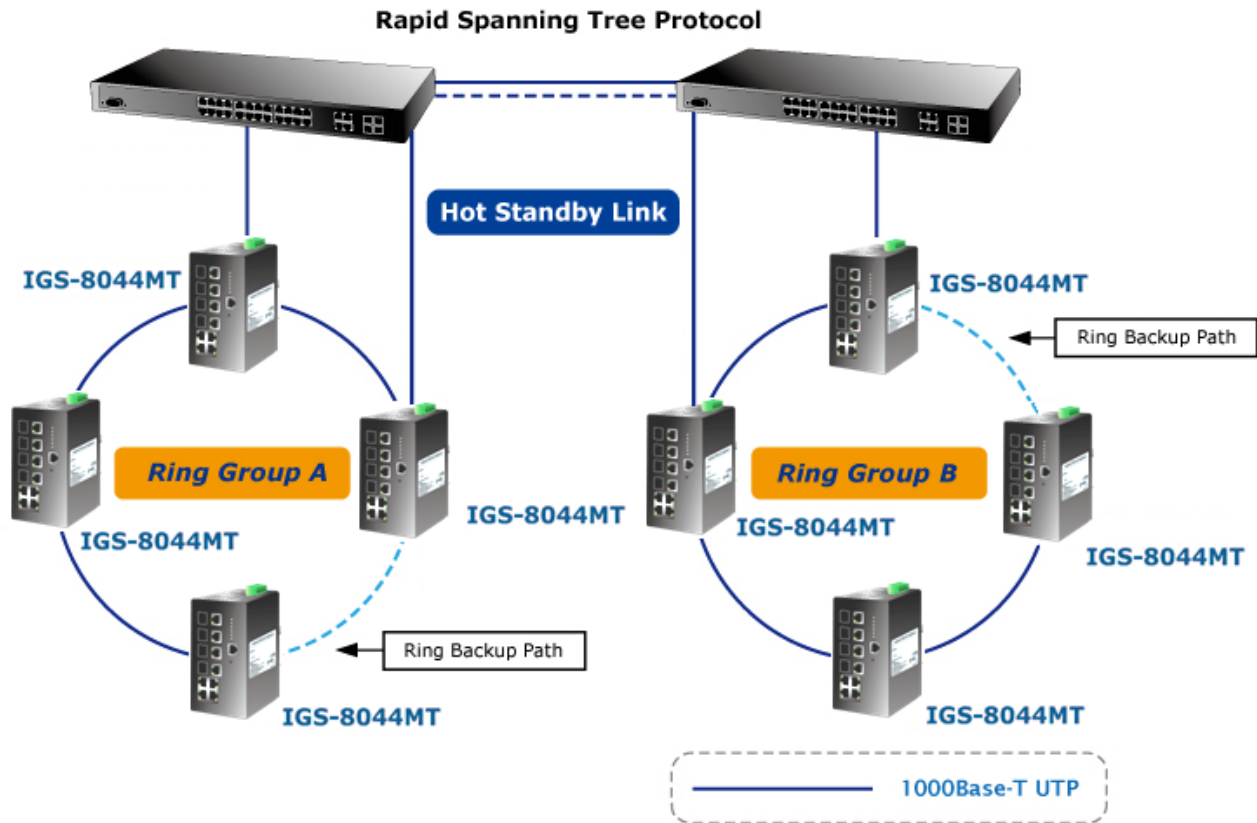 Rapid Spanning Tree Protocol
Hot Standby Link
IGS-8044MT
IGS-8044MT
Ring Backup Path
Ring Group A
Ring Group B
IGS-8044MT
IGS-8044MT
IGS-8044MT
IGS-8044MT
Ring Backup Path
IGS-8044MT
IGS-8044MT
1000Base-T UTP